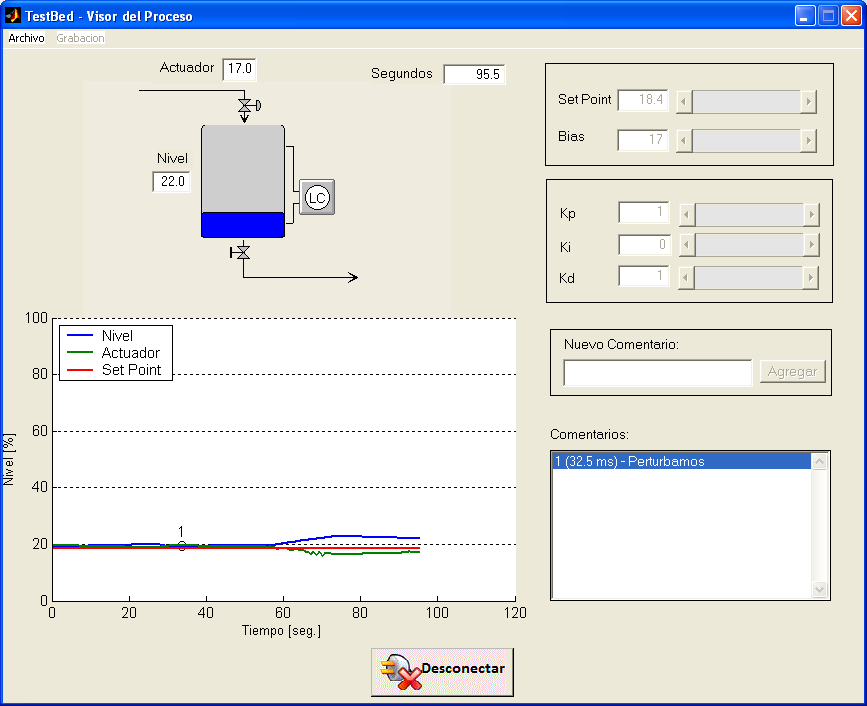 TestBed - Visor del Proceso
Archivo Grabacion
Actuador 17.0
Segundos 95.5
Nivel
22.0
LC
Set Point 18.4
Bias 17
Kp 1
Ki 0
Kd 1
Nuevo Comentario:
Agregar
Comentarios:
1 (32.5 ms) - Perturbamos
Nivel
Actuador
Set Point
100
80
60
40
20
0
Nivel [%]
1
0 20 40 60 80 100 120
Tiempo [seg.]
Desconectar